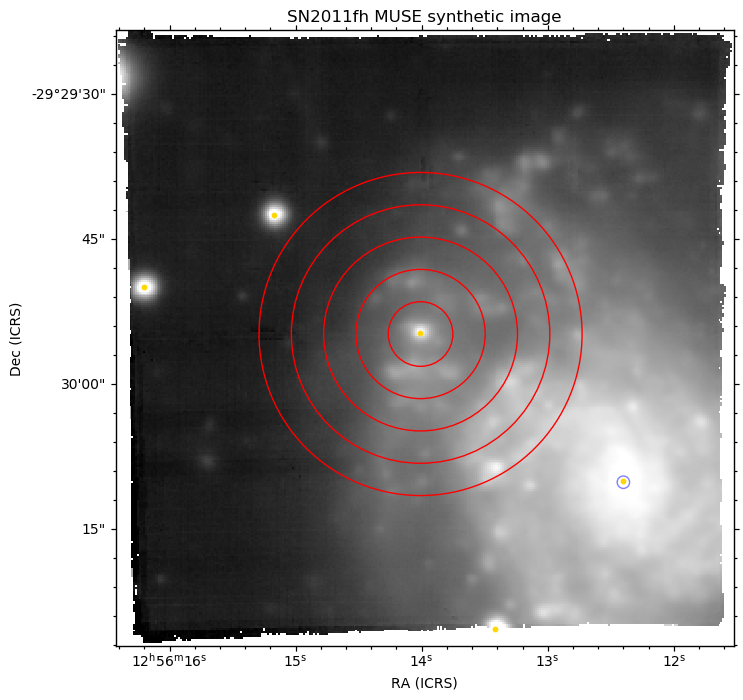 SN2011fh MUSE synthetic image
-29°29'30"
45"
30'00"
15"
Dec (ICRS)
12ʰ56ᵐ16ˢ
15ˢ
14ˢ
13ˢ
12ˢ
RA (ICRS)